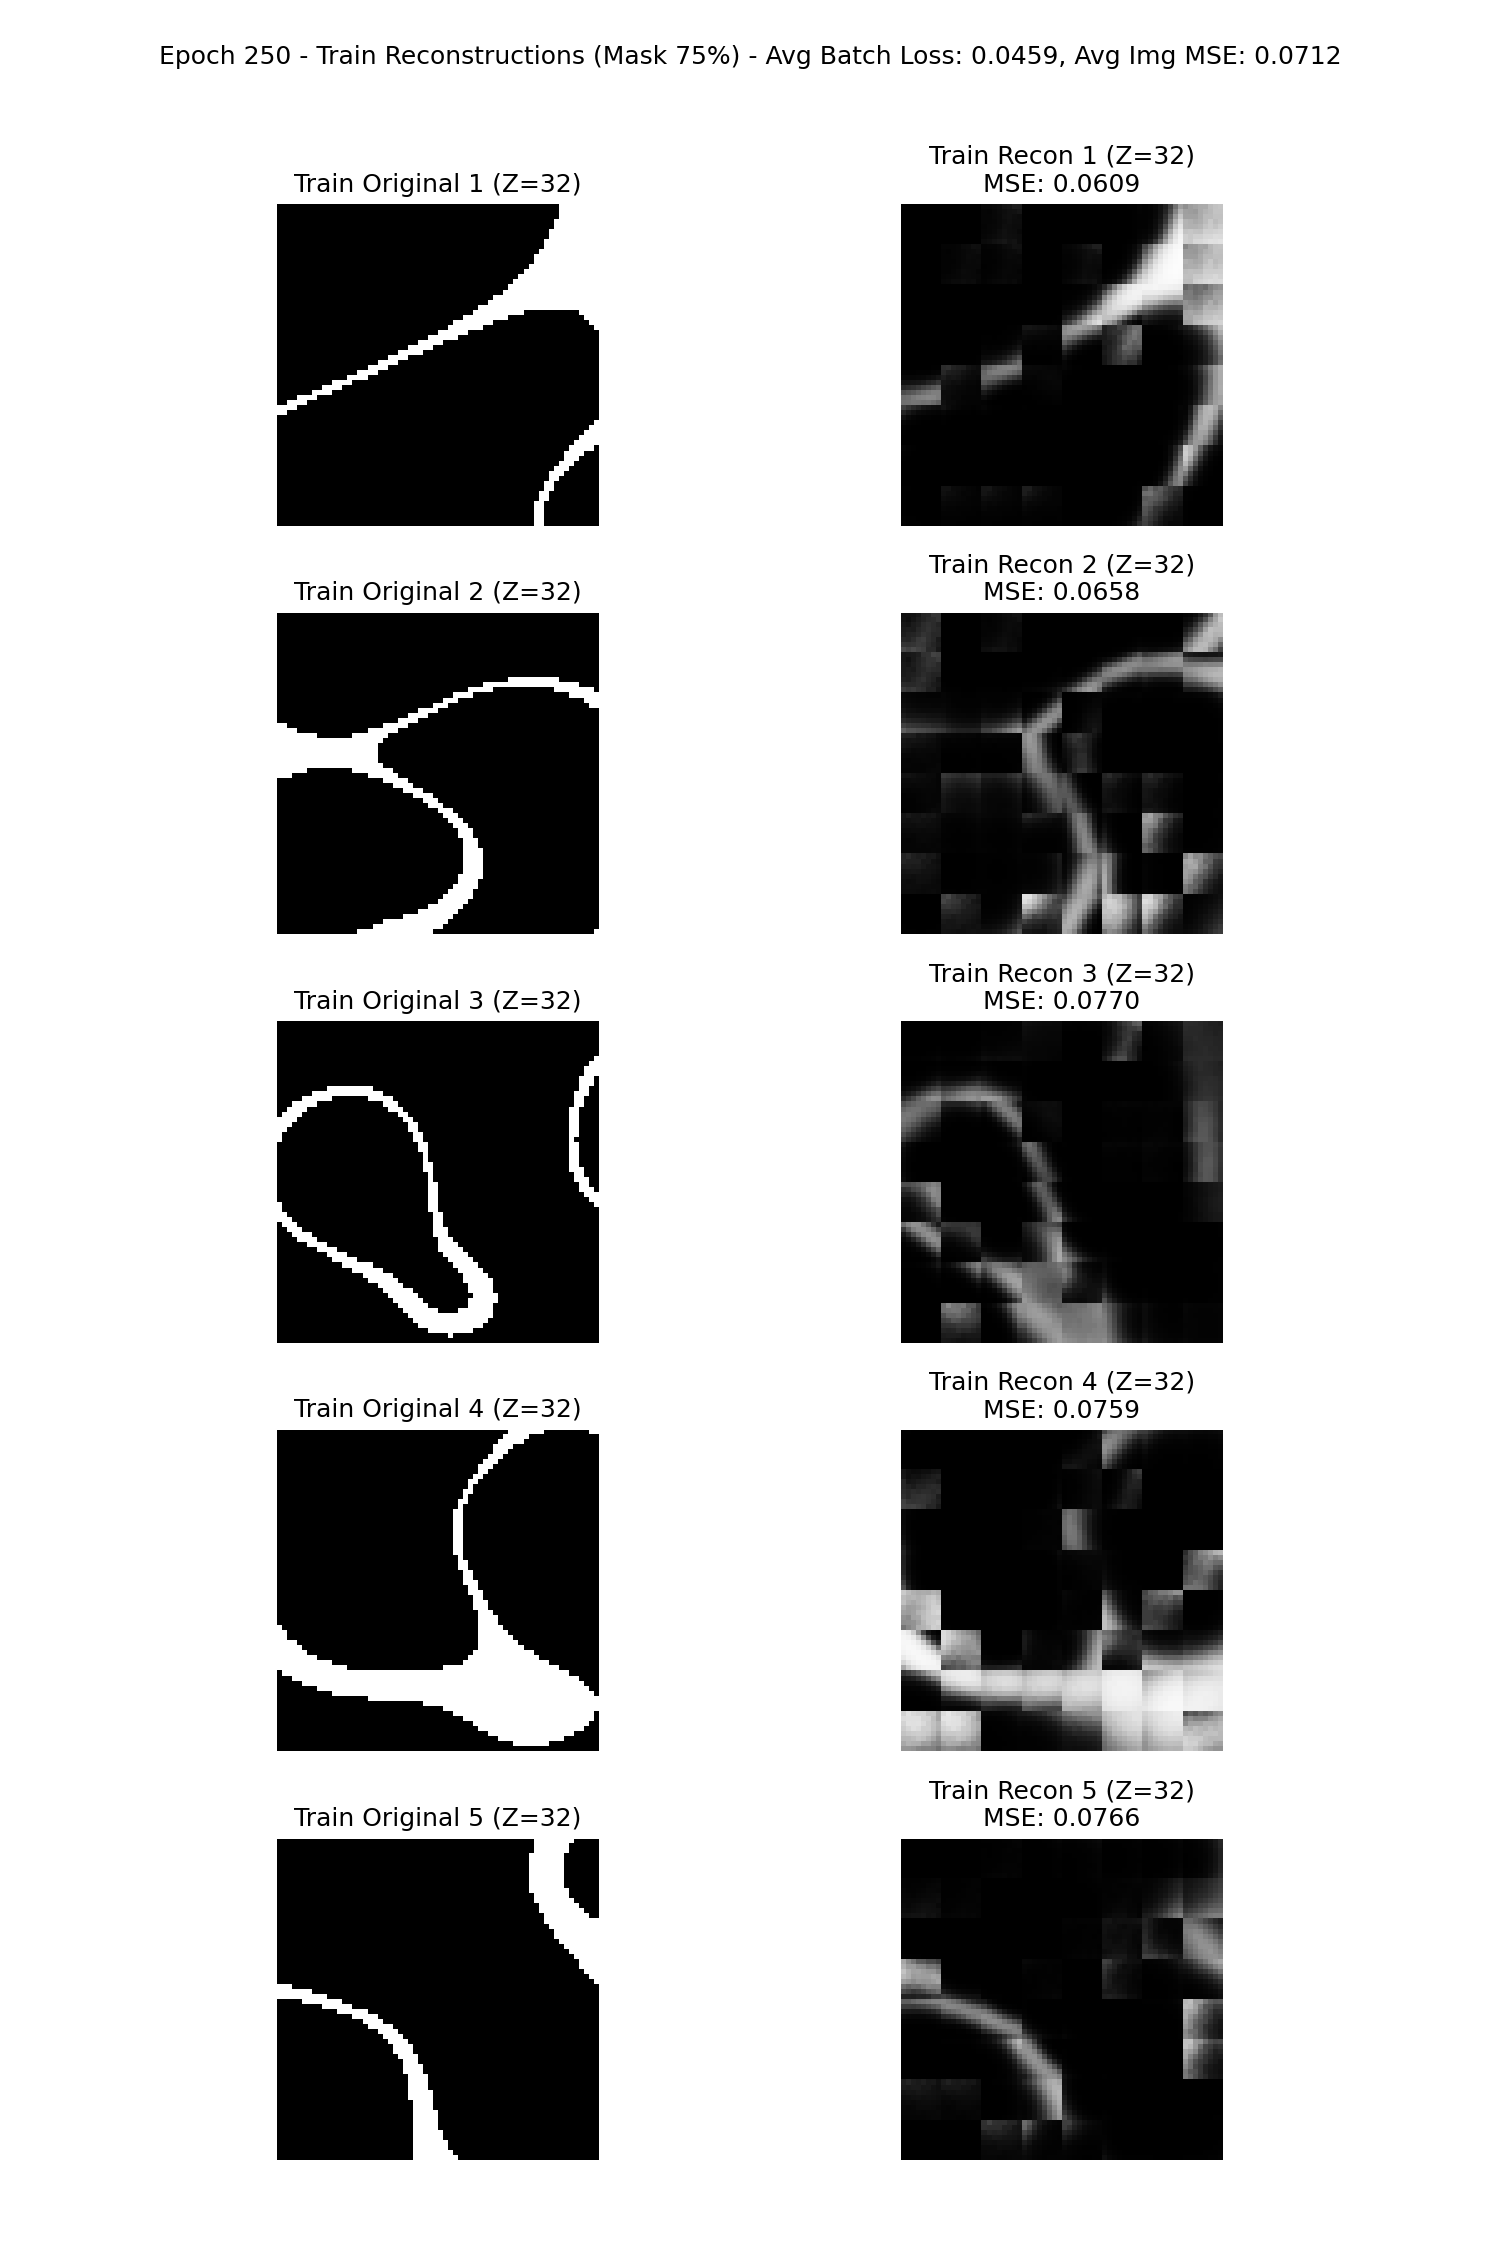 Epoch 250 - Train Reconstructions (Mask 75%) - Avg Batch Loss: 0.0459, Avg Img MSE: 0.0712
Train Original 1 (Z=32)
Train Recon 1 (Z=32)
MSE: 0.0609
Train Original 2 (Z=32)
Train Recon 2 (Z=32)
MSE: 0.0658
Train Original 3 (Z=32)
Train Recon 3 (Z=32)
MSE: 0.0770
Train Original 4 (Z=32)
Train Recon 4 (Z=32)
MSE: 0.0759
Train Original 5 (Z=32)
Train Recon 5 (Z=32)
MSE: 0.0766